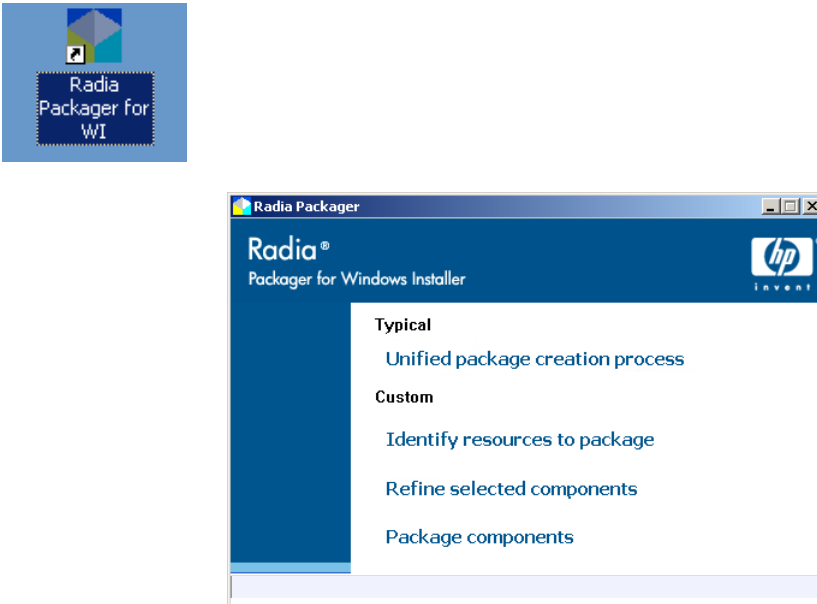 Radia
Packager for
WI
Radia Packager
Radia®
Packager for Windows Installer
hp
invent
Typical
Unified package creation process
Custom
Identify resources to package
Refine selected components
Package components